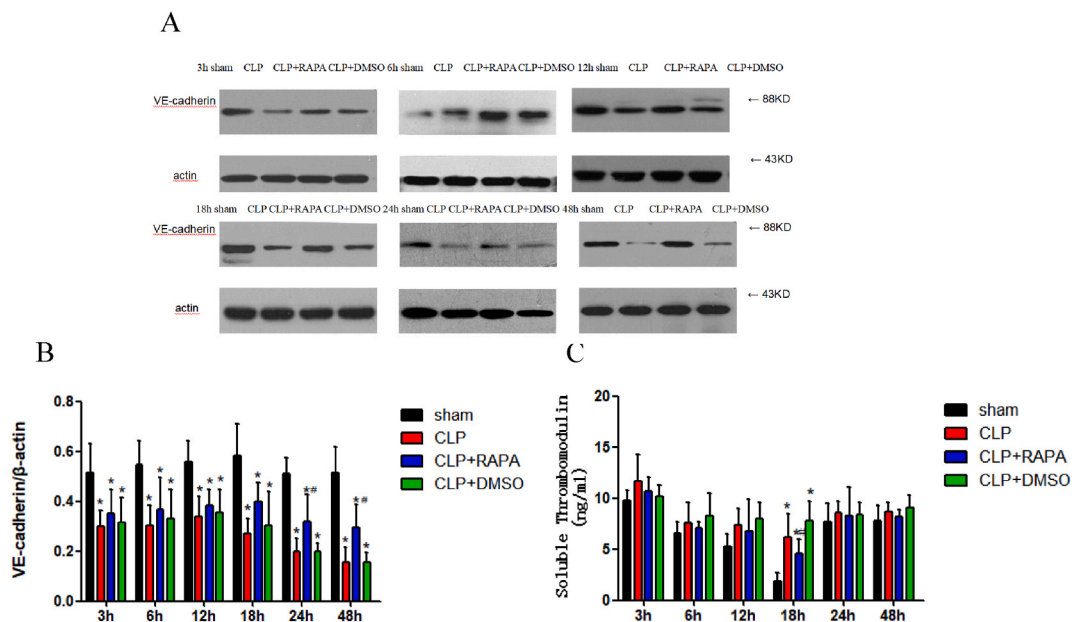 A
3h sham CLP CLP+RAPA CLP+DMSO 6h sham CLP CLP+RAPA CLP+DMSO 12h sham CLP CLP+RAPA CLP+DMSO
VE-cadherin
← 88KD
actin
← 43KD
18h sham CLP CLP+RAPA CLP+DMSO 24h sham CLP CLP+RAPA CLP+DMSO 48h sham CLP CLP+RAPA CLP+DMSO
VE-cadherin
← 88KD
actin
← 43KD
B
VE-cadherin/β-actin
0.8
0.6
0.4
0.2
0.0
* * * * * * * * * * * * * *# * * *# *
3h 6h 12h 18h 24h 48h
sham
CLP
CLP+RAPA
CLP+DMSO
C
Soluble Thrombomodulin
(ng/ml)
20
15
10
5
0
* *# *
3h 6h 12h 18h 24h 48h
sham
CLP
CLP+RAPA
CLP+DMSO